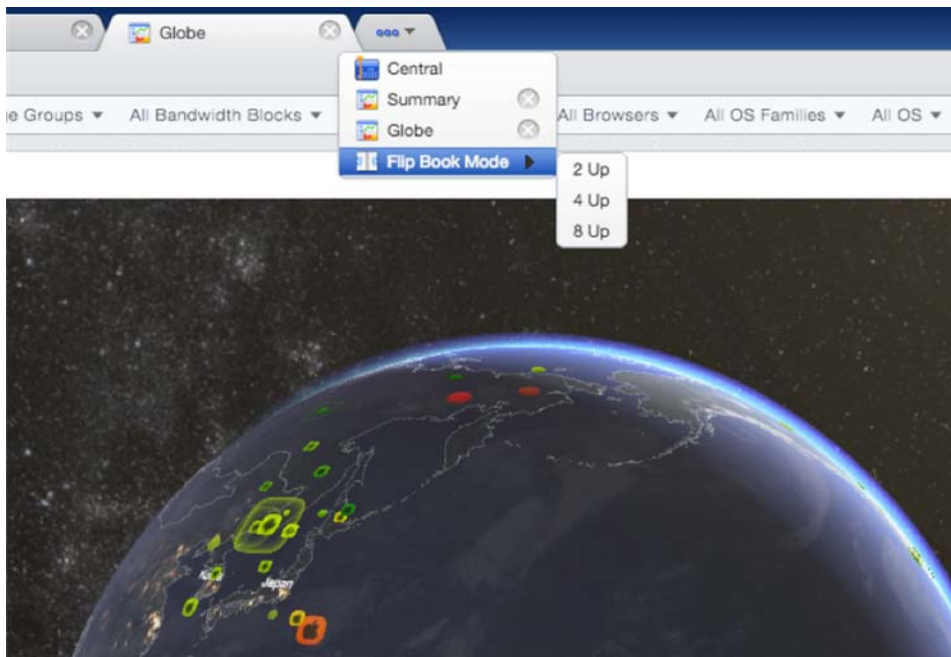 Globe
Central
Summary
Globe
Flip Book Mode
2 Up
4 Up
8 Up
e Groups
All Bandwidth Blocks
All Browsers
All OS Families
All OS
Japan